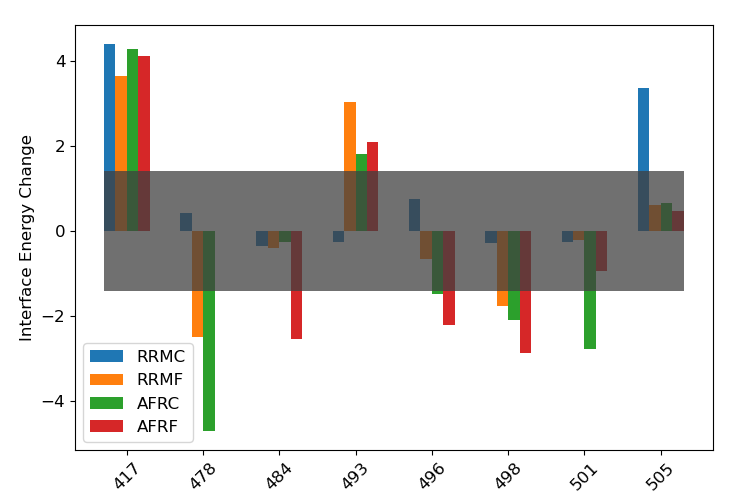 Interface Energy Change
4
2
0
−2
−4
RRMC
RRMF
AFRC
AFRF
417 478 484 493 496 498 501 505